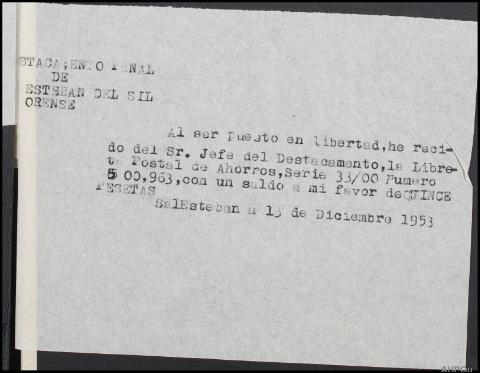 STACA;ENTO PENAL
DE
ESTEBAN DEL SIL
ORENSE
Al ser puesto en libertad,he reci-
do del Sr. Jefe del Destacamento,la Libre-
ta Postal de Ahorros,Serie 33/00 Numero
500,963,con un saldo a mi favor deQUINCE
PESETAS
SalEsteban a 13 de Diciembre 1953
AHPOu